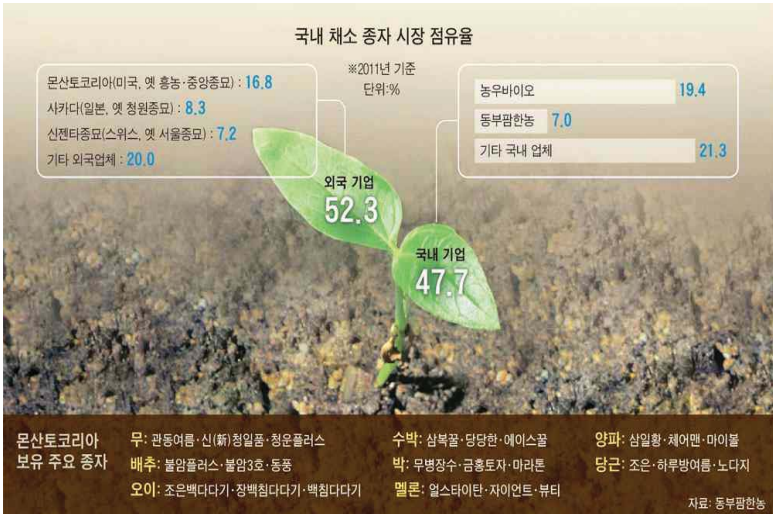 국내 채소 종자 시장 점유율
※2011년 기준
단위:%
몬산토코리아(미국, 옛 흥농·중앙종묘) : 16.8
사카다(일본, 옛 청원종묘) : 8.3
신젠타종묘(스위스, 옛 서울종묘) : 7.2
기타 외국업체 : 20.0
농우바이오 19.4
동부팜한농 7.0
기타 국내 업체 21.3
외국 기업
52.3
국내 기업
47.7
몬산토코리아
보유 주요 종자
무: 관동여름·신(新)청일품·청운플러스
배추: 불암플러스·불암3호·동풍
오이: 조은백다다기·장백침다다기·백침다다기
수박: 삼복꿀·당당한·에이스꿀
박: 무병장수·금홍토자·마라톤
멜론: 얼스타이탄·자이언트·뷰티
양파: 삼일황·체어맨·마이볼
당근: 조은·하루방여름·노다지
자료: 동부팜한농